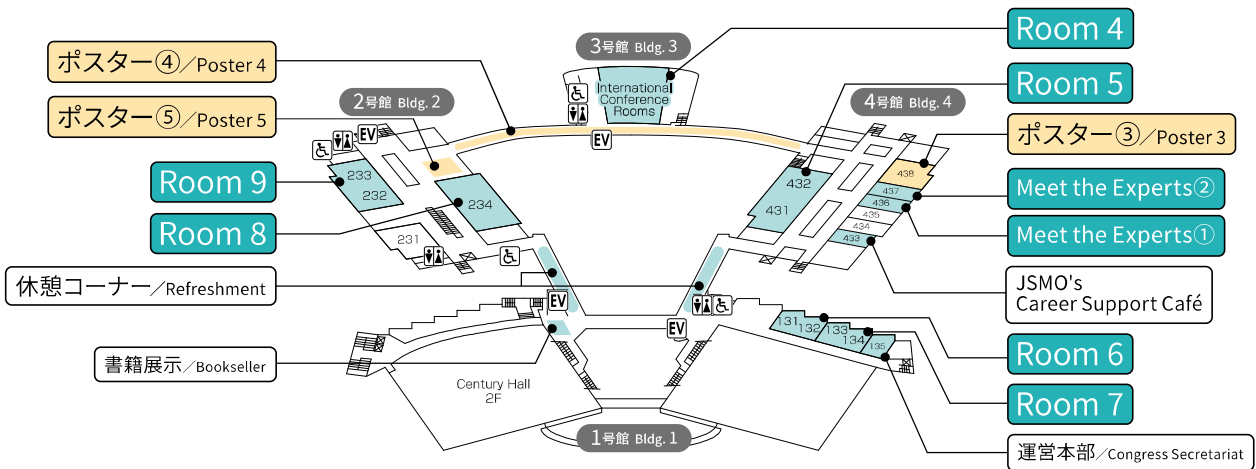 ポスター④／Poster 4
ポスター⑤／Poster 5
Room 9
Room 8
休憩コーナー／Refreshment
書籍展示／Bookseller
3号館 Bldg. 3
International
Conference
Rooms
EV
2号館 Bldg. 2
EV
233
232
234
231
4号館 Bldg. 4
432
431
438
437
436
435
434
433
EV
EV
131
132
133
134
135
Century Hall
2F
1号館 Bldg. 1
Room 4
Room 5
ポスター③／Poster 3
Meet the Experts②
Meet the Experts①
JSMO's
Career Support Café
Room 6
Room 7
運営本部／Congress Secretariat